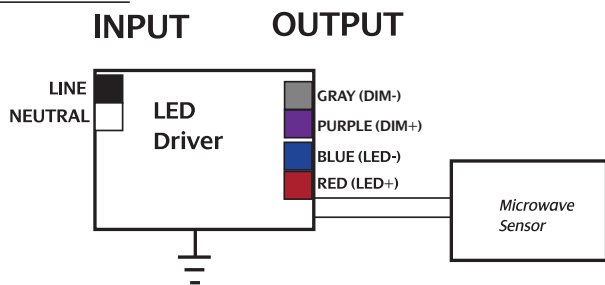 INPUT
OUTPUT
LINE
NEUTRAL
LED
Driver
GRAY (DIM-)
PURPLE (DIM+)
BLUE (LED-)
RED (LED+)
Microwave
Sensor